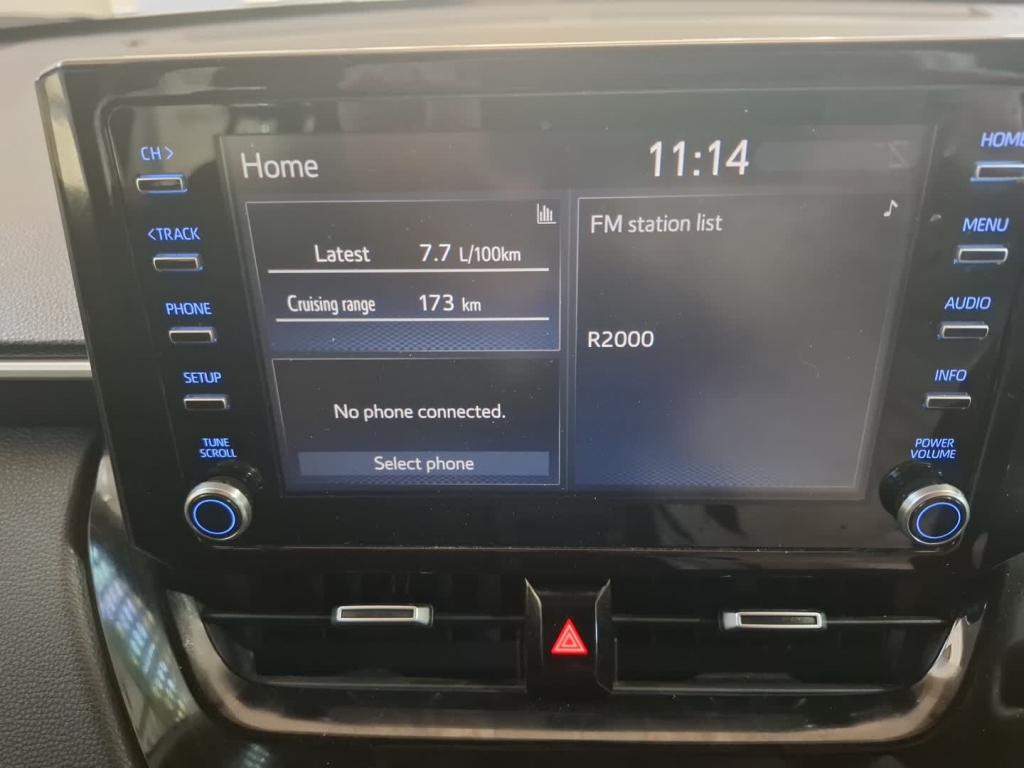 CH >
< TRACK
PHONE
SETUP
TUNE
SCROLL
Home
11:14
Latest 7.7 L/100km
Cruising range 173 km
No phone connected.
Select phone
FM station list
R2000
HOME
MENU
AUDIO
INFO
POWER
VOLUME